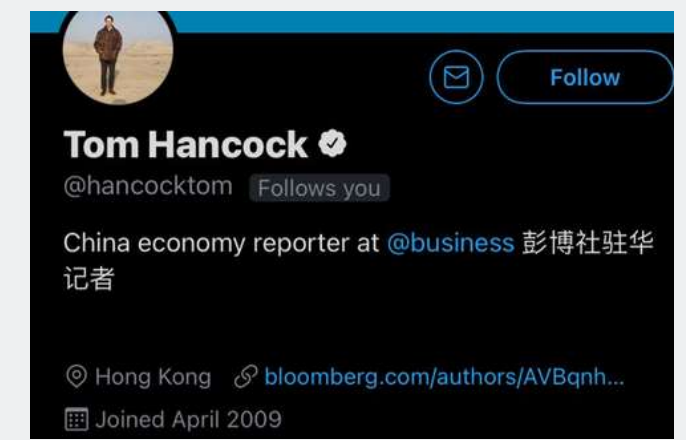 Follow
Tom Hancock
@hancocktom Follows you
China economy reporter at @business 彭博社驻华
记者
Hong Kong bloomberg.com/authors/AVBqnh...
Joined April 2009